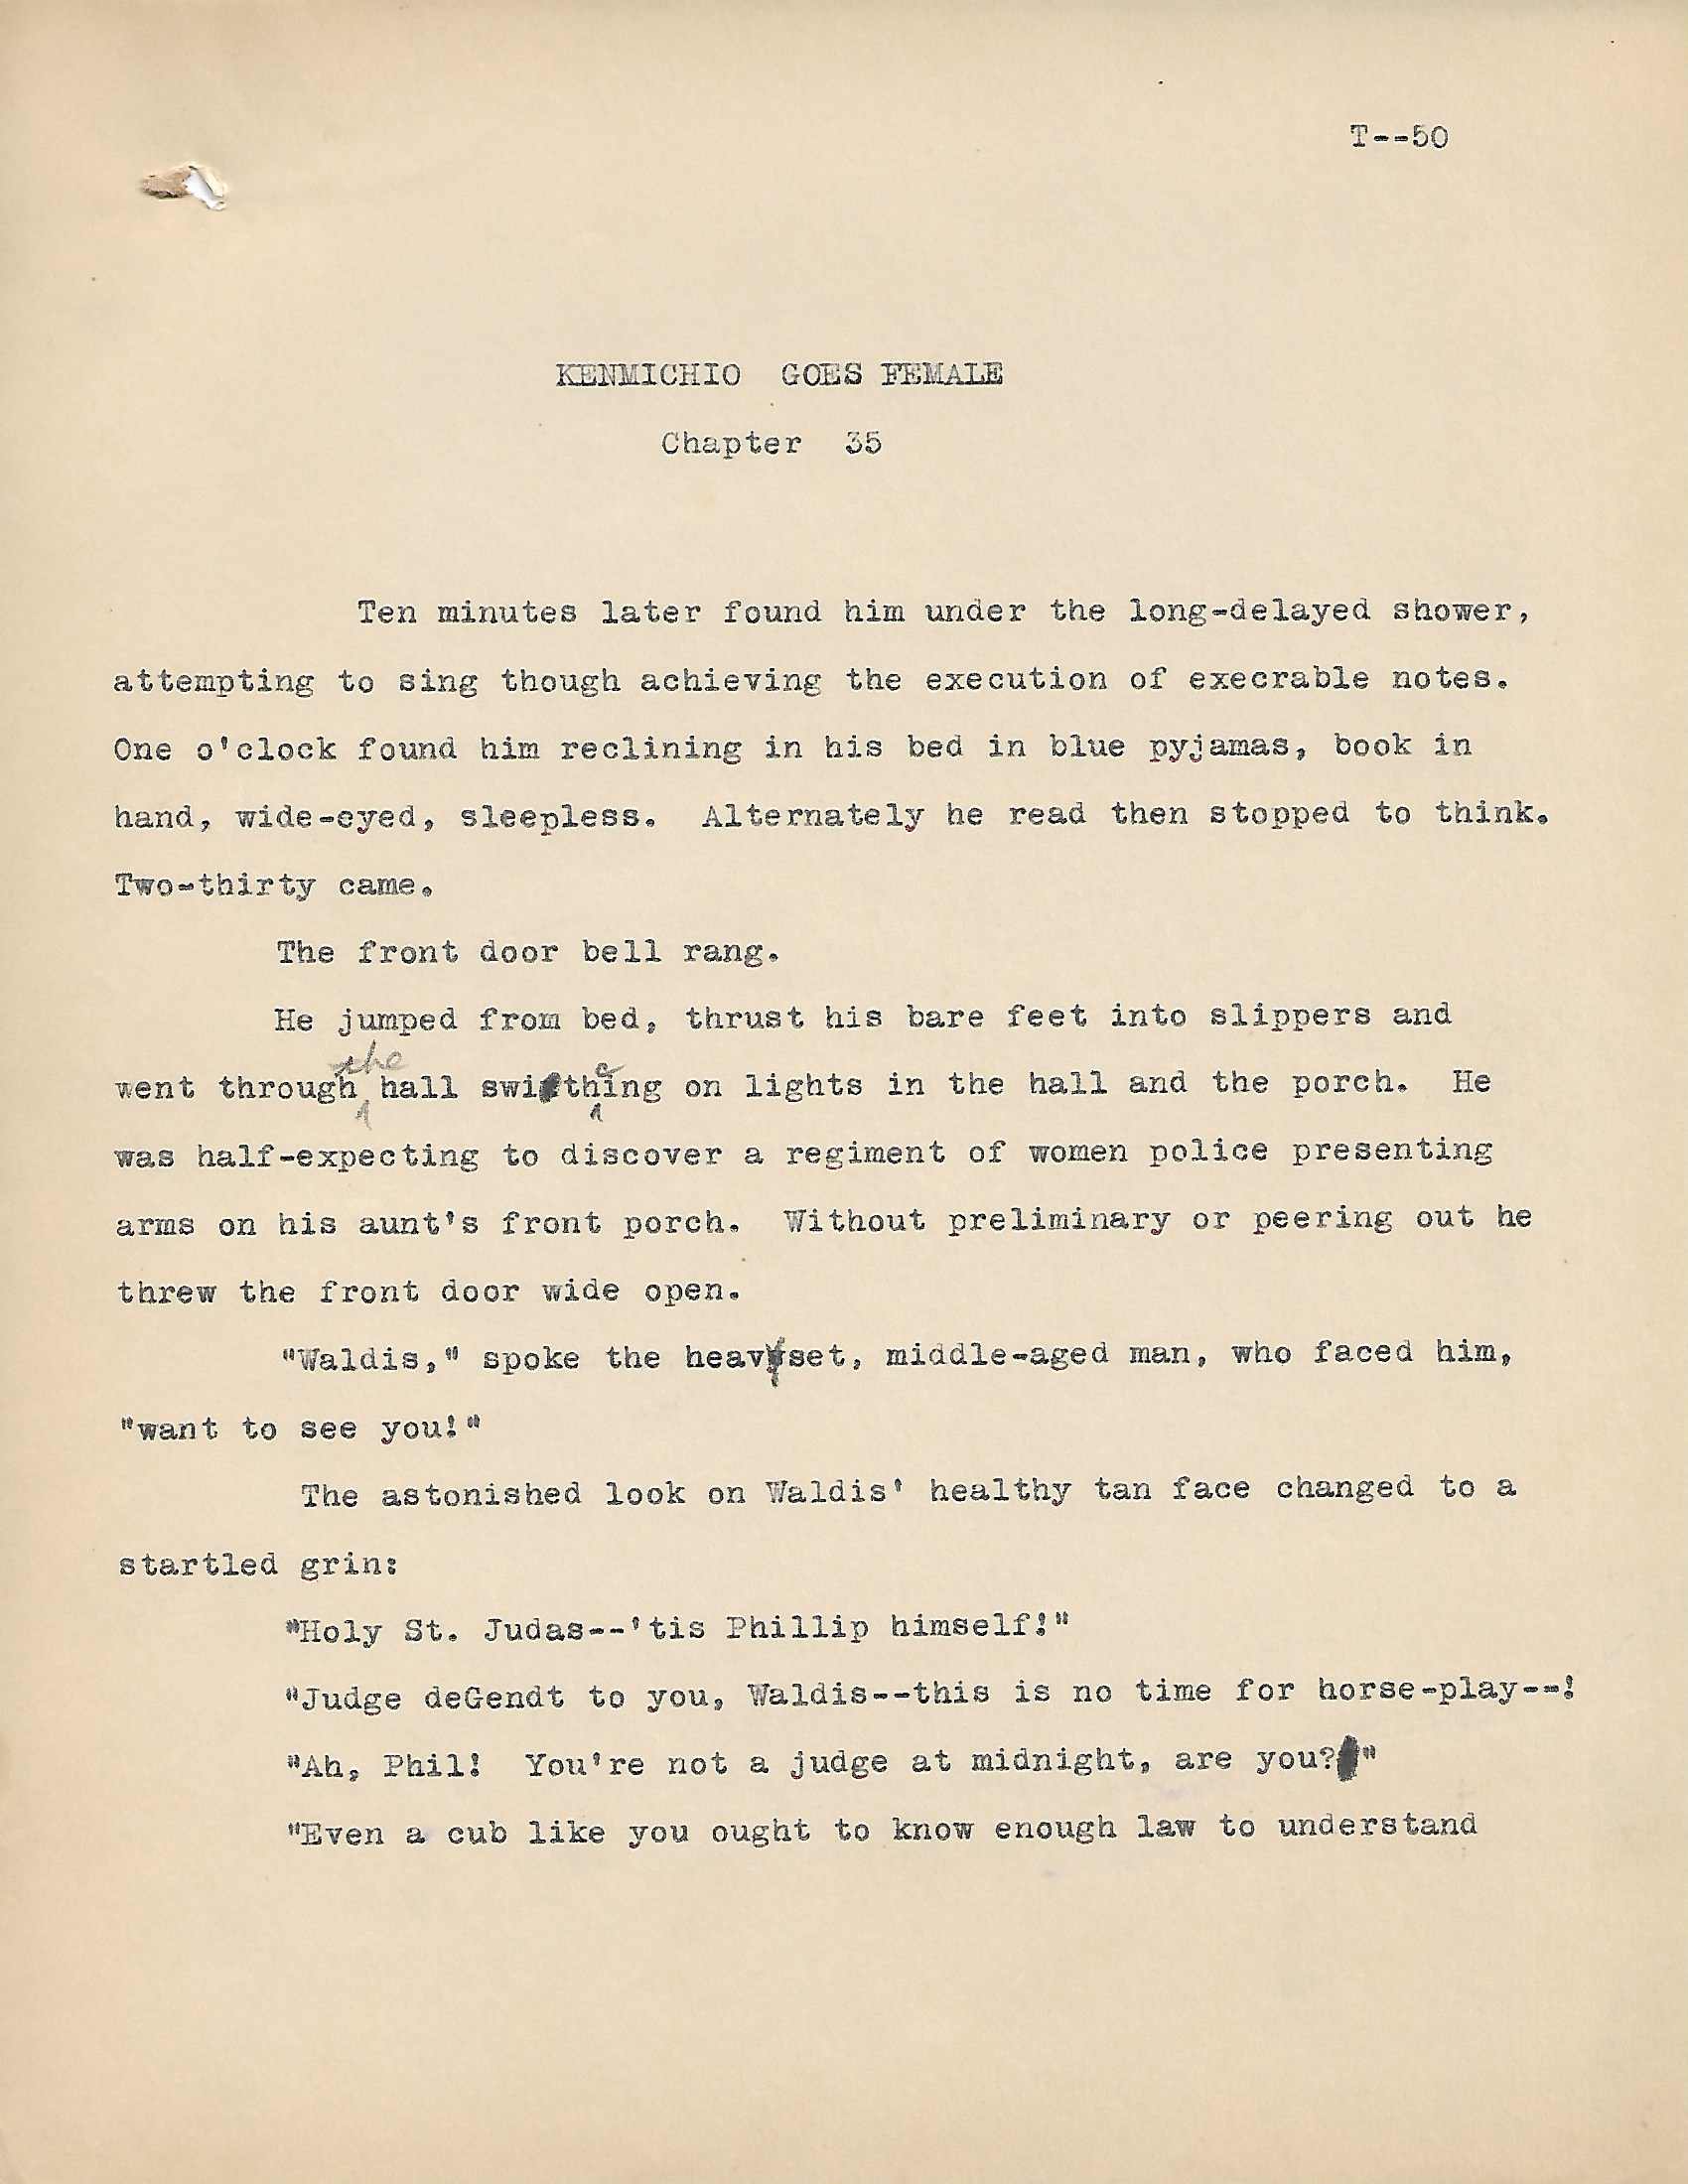 T--50
KENMICHIO GOES FEMALE
Chapter 35
Ten minutes later found him under the long-delayed shower,
attempting to sing though achieving the execution of execrable notes.
One o'clock found him reclining in his bed in blue pyjamas, book in
hand, wide-eyed, sleepless. Alternately he read then stopped to think.
Two-thirty came.
The front door bell rang.
He jumped from bed, thrust his bare feet into slippers and
went through the hall switching on lights in the hall and the porch. He
was half-expecting to discover a regiment of women police presenting
arms on his aunt's front porch. Without preliminary or peering out he
threw the front door wide open.
"Waldis," spoke the heavyset, middle-aged man, who faced him,
"want to see you!"
The astonished look on Waldis' healthy tan face changed to a
startled grin:
"Holy St. Judas--'tis Phillip himself!"
"Judge deGendt to you, Waldis--this is no time for horse-play--!
"Ah, Phil! You're not a judge at midnight, are you?"
"Even a cub like you ought to know enough law to understand